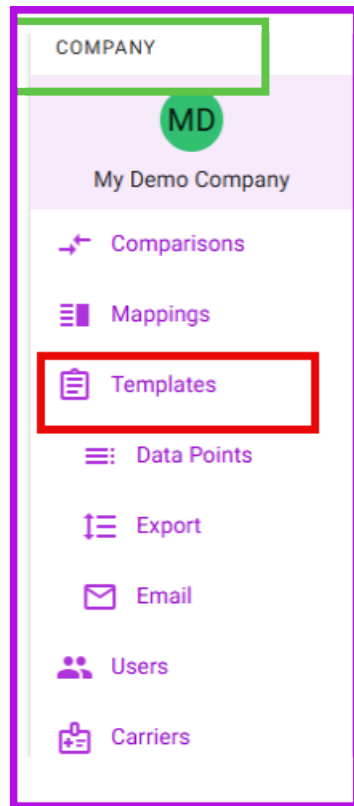 COMPANY
MD
My Demo Company
Comparisons
Mappings
Templates
Data Points
Export
Email
Users
Carriers